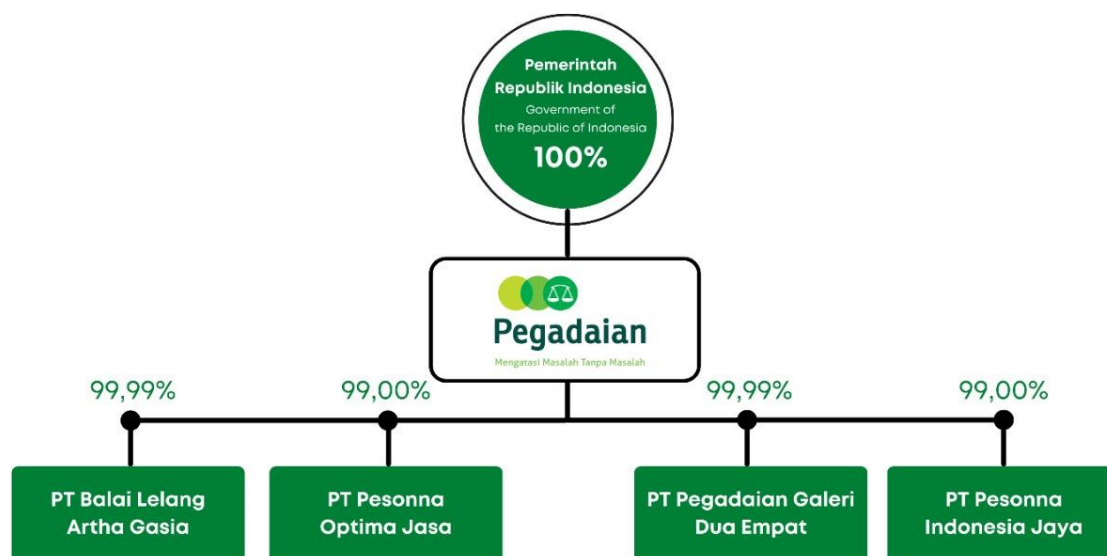 Pemerintah
Republik Indonesia
Government of
the Republic of Indonesia
100%
Pegadaian
Mengatasi Masalah Tanpa Masalah
99,99%
99,00%
99,99%
99,00%
PT Balai Lelang
Artha Gasia
PT Pesonna
Optima Jasa
PT Pegadaian Galeri
Dua Empat
PT Pesonna
Indonesia Jaya